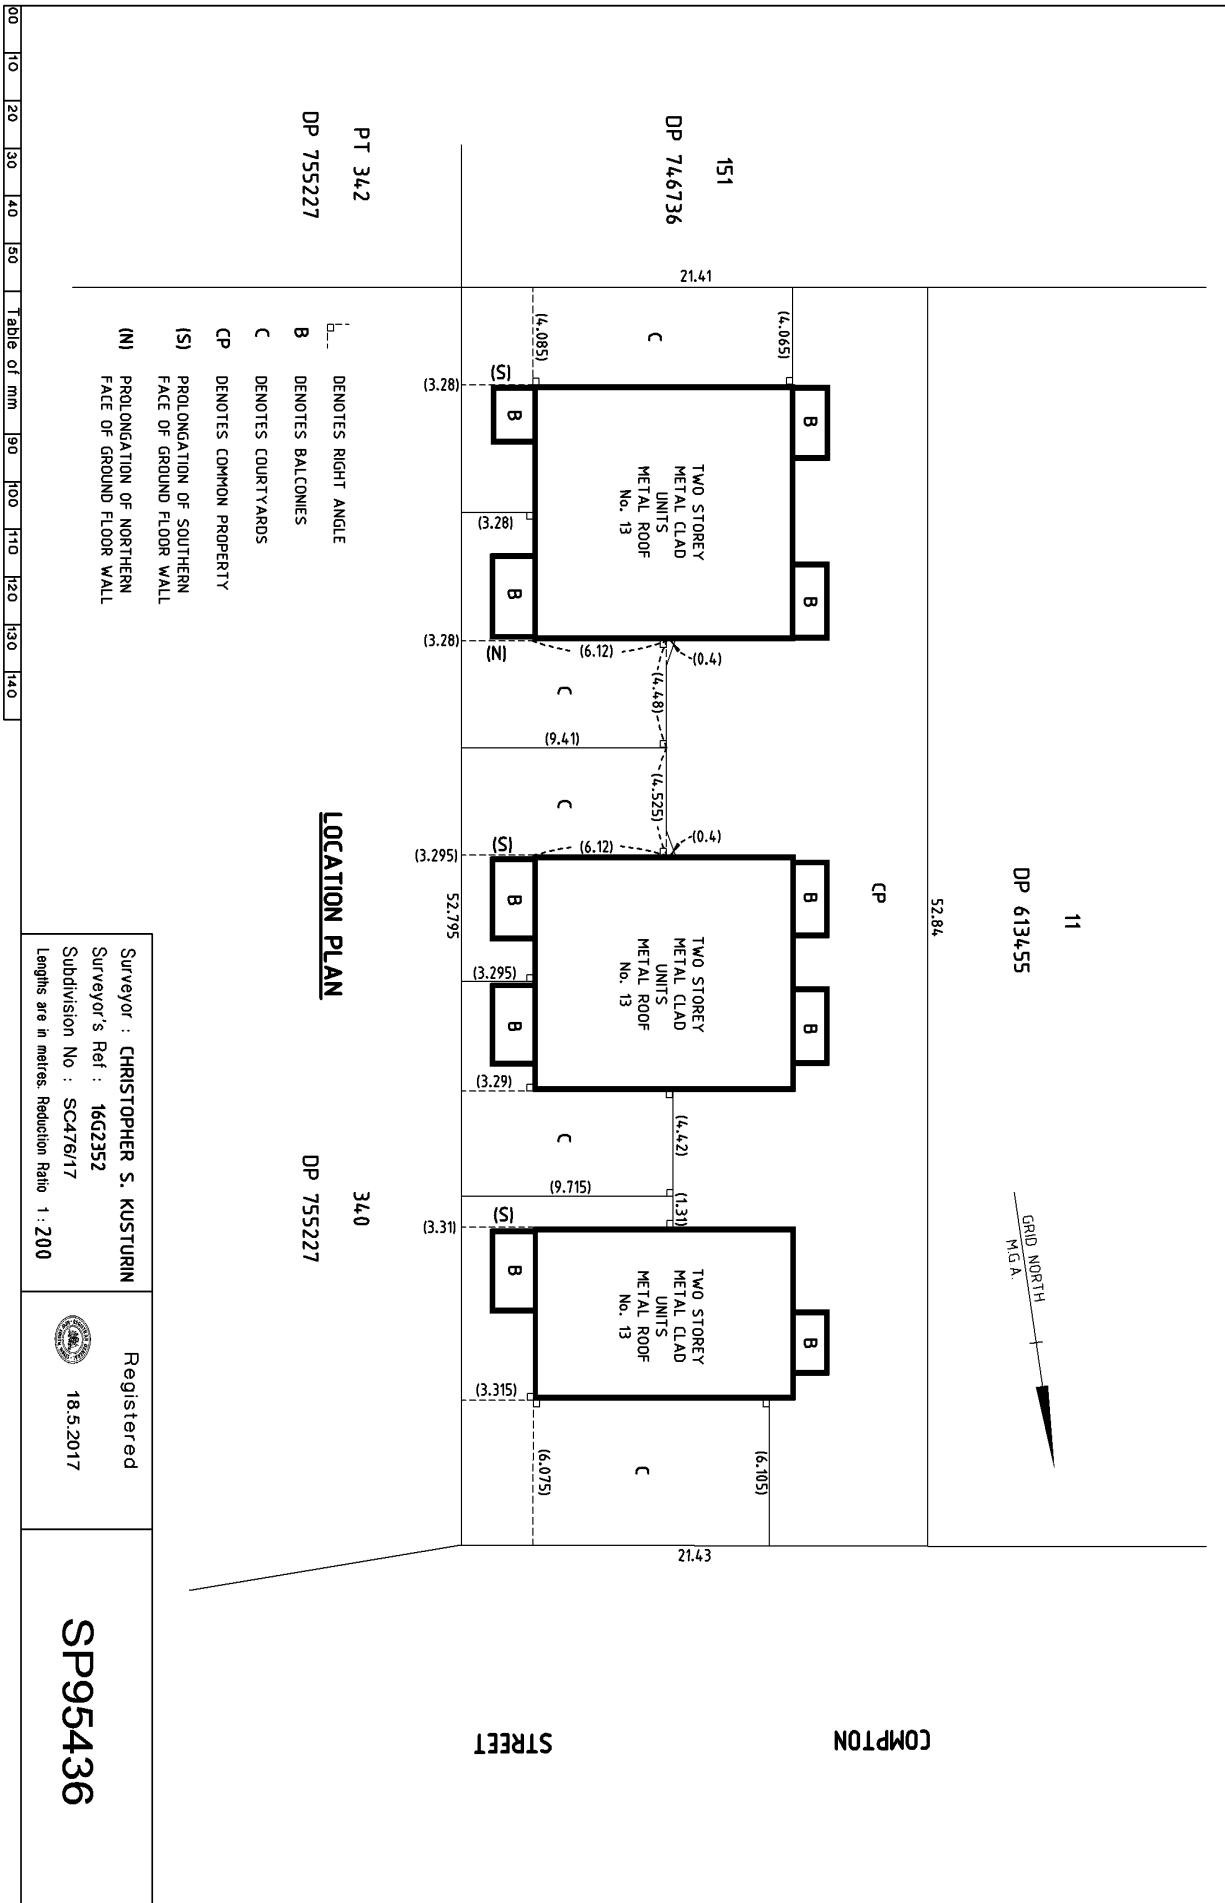 11
DP 613455
GRID NORTH
M.G.A.
151
DP 746736
PT 342
DP 755227
340
DP 755227
COMPTON
STREET
52.84
CP
21.41
21.43
52.795
(4.065)
C
(4.085)
B
B
TWO STOREY
METAL CLAD
UNITS
METAL ROOF
No. 13
B
B
(S)
(N)
(3.28)
(3.28)
(3.28)
(0.4)
(6.12)
(4.48)
C
(9.41)
C
(4.525)
(0.4)
(6.12)
B
B
TWO STOREY
METAL CLAD
UNITS
METAL ROOF
No. 13
B
B
(S)
(3.295)
(3.295)
(3.29)
(4.42)
C
(9.715)
(1.31)
B
TWO STOREY
METAL CLAD
UNITS
METAL ROOF
No. 13
B
(S)
(3.31)
(3.315)
(6.105)
C
(6.075)
LOCATION PLAN
DENOTES RIGHT ANGLE
B DENOTES BALCONIES
C DENOTES COURTYARDS
CP DENOTES COMMON PROPERTY
(S) PROLONGATION OF SOUTHERN
FACE OF GROUND FLOOR WALL
(N) PROLONGATION OF NORTHERN
FACE OF GROUND FLOOR WALL
Surveyor : CHRISTOPHER S. KUSTURIN
Surveyor's Ref : 16G2352
Subdivision No : SC476/17
Lengths are in metres. Reduction Ratio 1 : 200
Registered
18.5.2017
SP95436
00 10 20 30 40 50 Table of mm 90 100 110 120 130 140